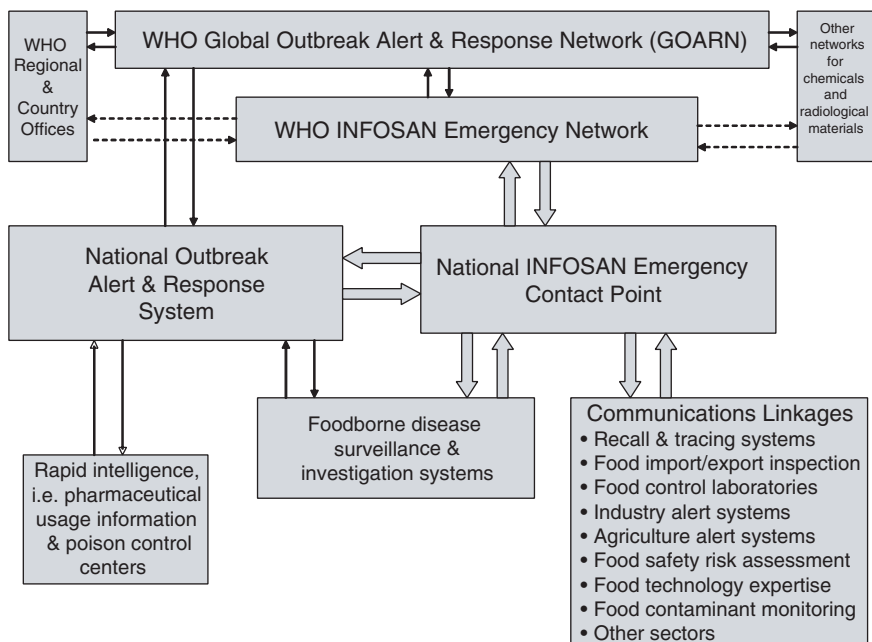 WHO
Regional
&
Country
Offices
WHO Global Outbreak Alert & Response Network (GOARN)
Other
networks
for
chemicals
and
radiological
materials
WHO INFOSAN Emergency Network
National Outbreak
Alert & Response
System
National INFOSAN Emergency
Contact Point
Rapid intelligence,
i.e. pharmaceutical
usage information
& poison control
centers
Foodborne disease
surveillance &
investigation systems
Communications Linkages
• Recall & tracing systems
• Food import/export inspection
• Food control laboratories
• Industry alert systems
• Agriculture alert systems
• Food safety risk assessment
• Food technology expertise
• Food contaminant monitoring
• Other sectors